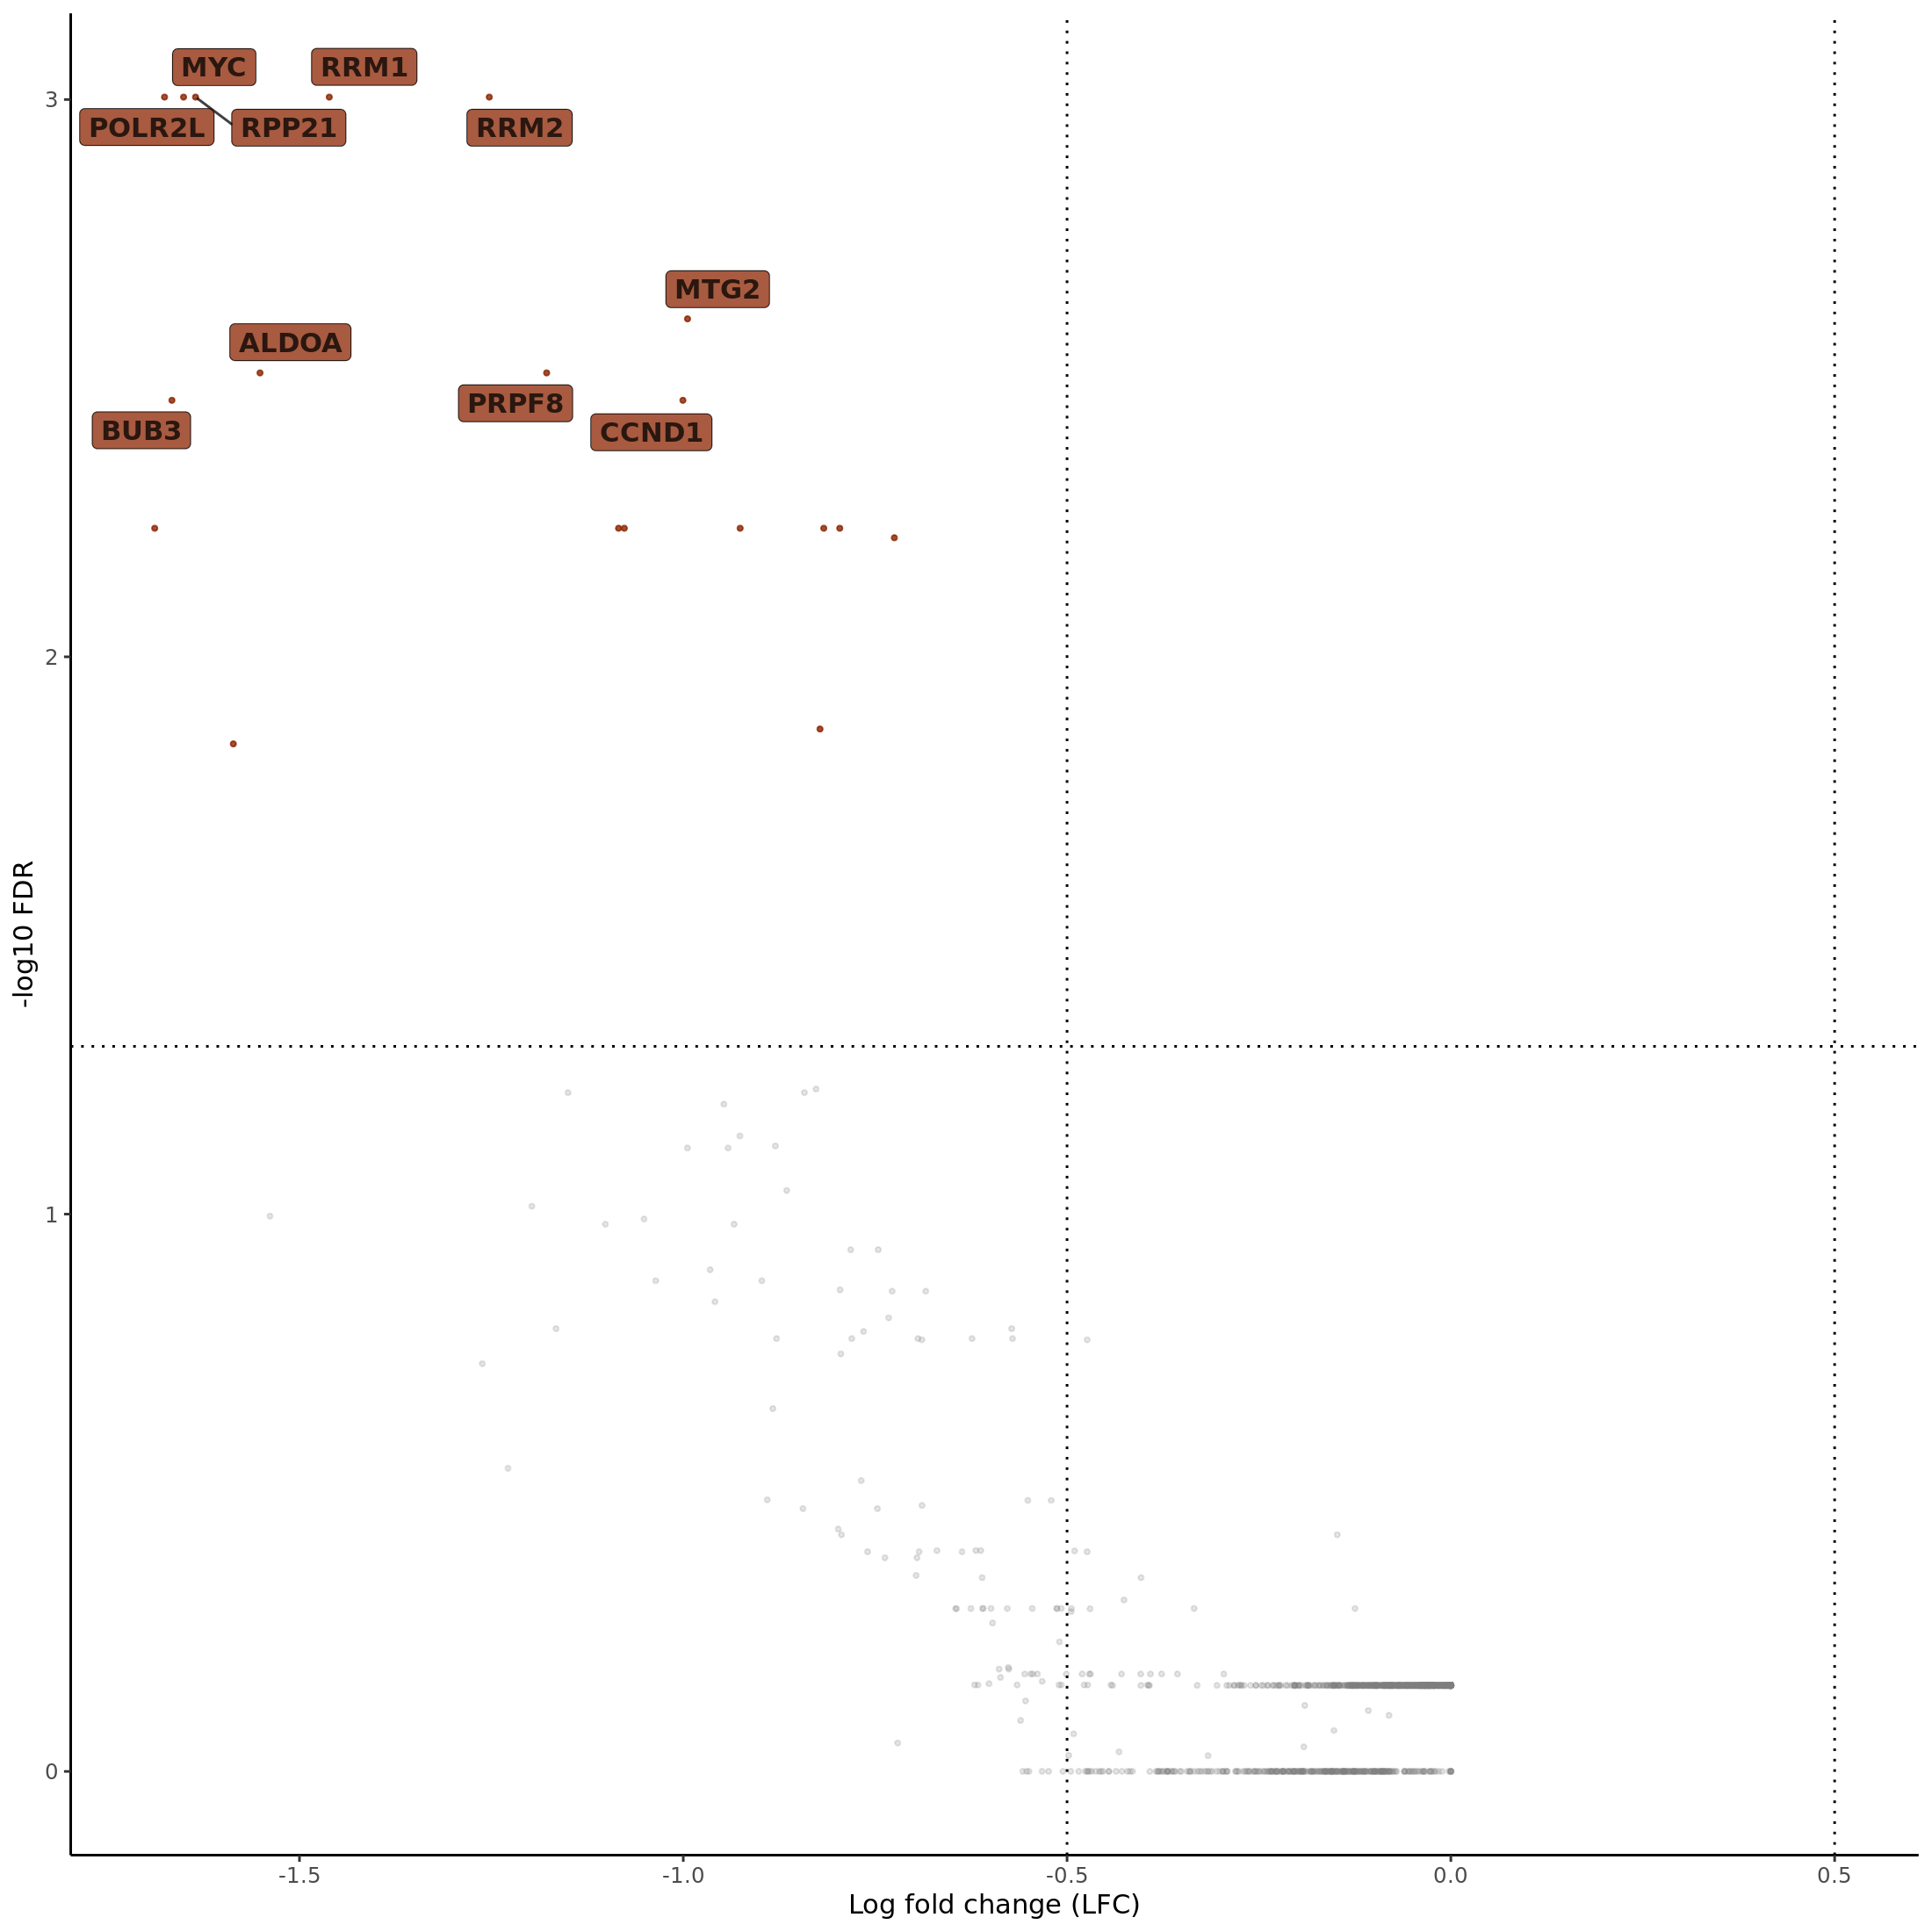 MYC
RRM1
3
POLR2L
RPP21
RRM2
MTG2
ALDOA
PRPF8
BUB3
CCND1
2
-log10 FDR
1
0
-1.5
-1.0
-0.5
0.0
0.5
Log fold change (LFC)